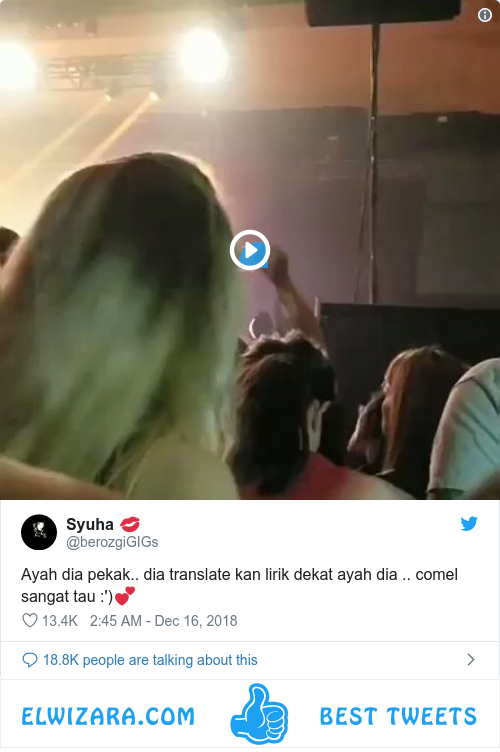 Syuha 💋
@berozgiGIGs
Ayah dia pekak.. dia translate kan lirik dekat ayah dia .. comel
sangat tau :')💕
13.4K 2:45 AM - Dec 16, 2018
18.8K people are talking about this
ELWIZARA.COM BEST TWEETS